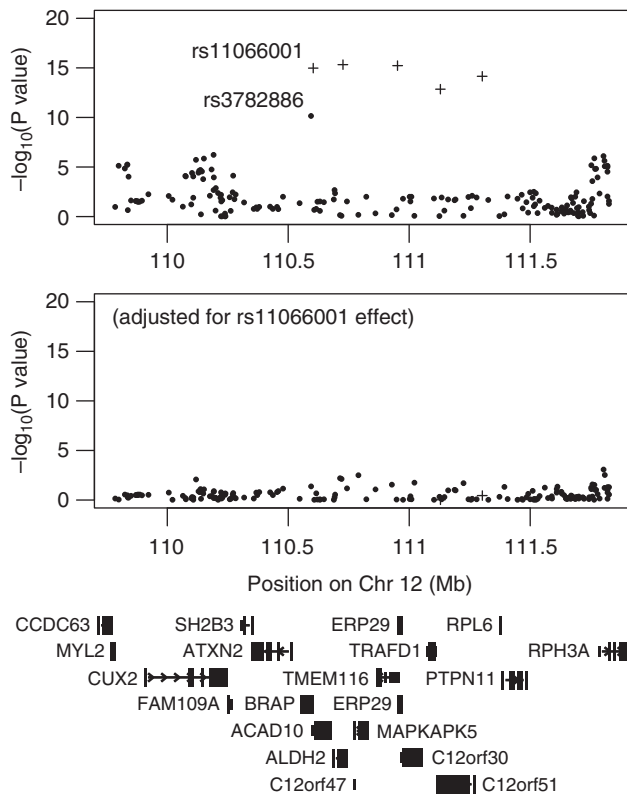 20
15
10
5
0
−log10(P value)
rs11066001
rs3782886
110 110.5 111 111.5
20
15
10
5
0
−log10(P value)
(adjusted for rs11066001 effect)
110 110.5 111 111.5
Position on Chr 12 (Mb)
CCDC63 SH2B3 ERP29 RPL6
MYL2 ATXN2 TRAFD1 RPH3A
CUX2 TMEM116 PTPN11
FAM109A BRAP ERP29
ACAD10 MAPKAPK5
ALDH2 C12orf30
C12orf47 C12orf51